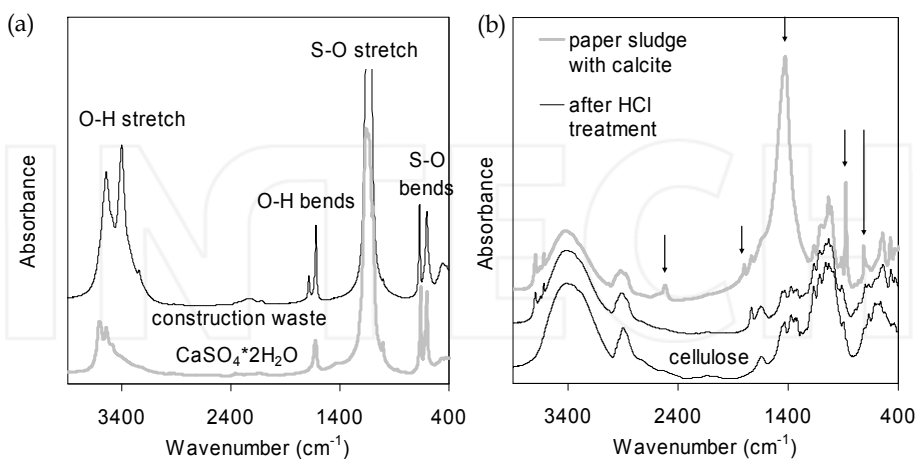 (a)
S-O stretch
O-H stretch
S-O
bends
O-H bends
Absorbance
construction waste
CaSO4*2H2O
3400
2400
1400
400
Wavenumber (cm-1)
(b)
paper sludge
with calcite
after HCl
treatment
Absorbance
cellulose
3400
2400
1400
400
Wavenumber (cm-1)
INTECH